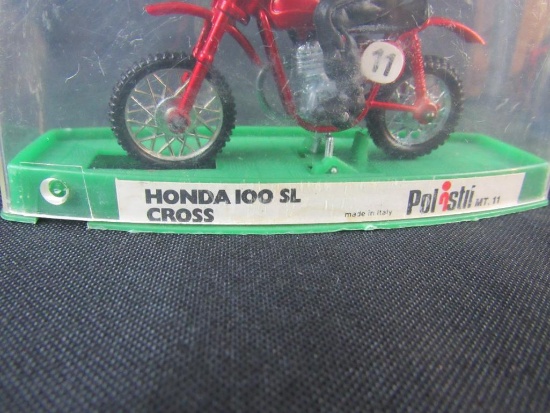 11
HONDA 100 SL
CROSS
made in italy
Polistil MT. 11